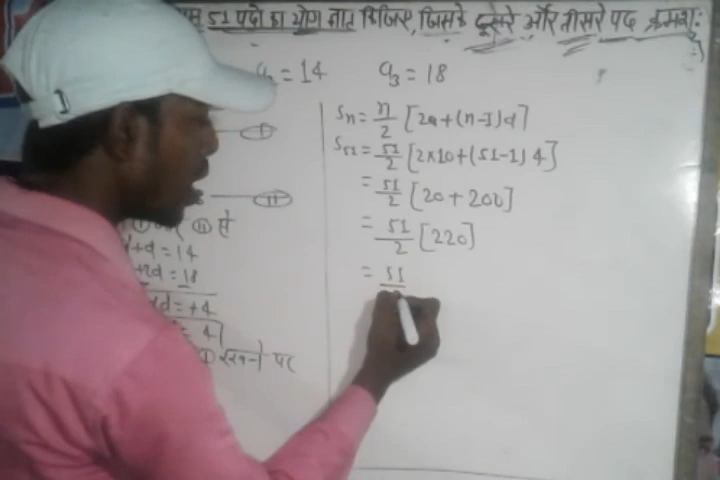 51 पदो का योग ज्ञात किजिए, जिसके दूसरे और तीसरे पद क्रमश:
= 14 a₃ = 18
(i)
(ii)
(ii) से
+d = 14
+2d = 18
d = +4
= 4
(i) रखने पर
Sn = n/2 [2a+(n-1)d]
S51 = 51/2 [2×10+(51-1)4]
= 51/2 [20+200]
= 51/2 [220]
= 51